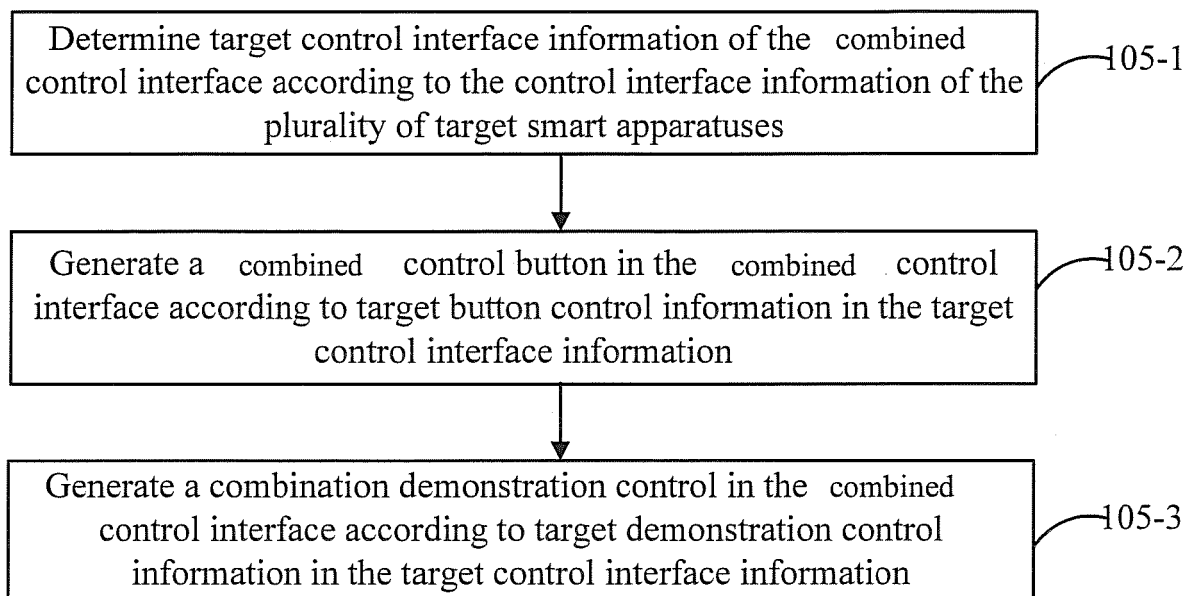 Determine target control interface information of the combined
control interface according to the control interface information of the
plurality of target smart apparatuses
105-1
Generate a combined control button in the combined control
interface according to target button control information in the target
control interface information
105-2
Generate a combination demonstration control in the combined
control interface according to target demonstration control
information in the target control interface information
105-3